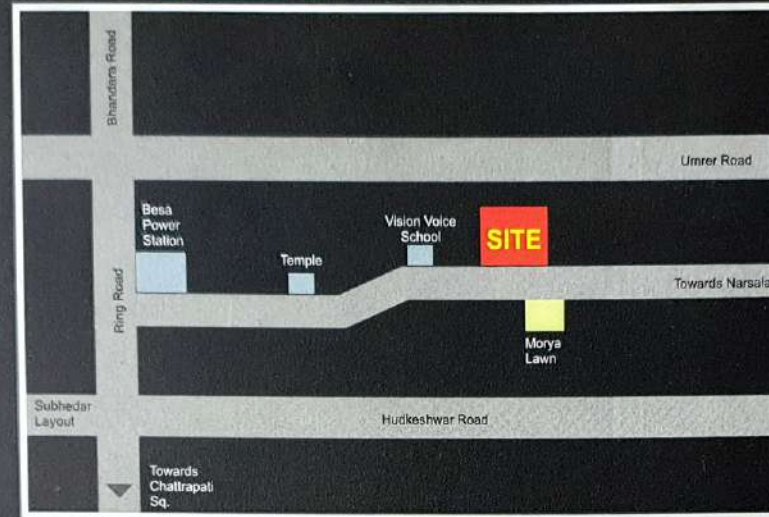 Bhandara Road
Umrer Road
Besa
Power
Station
Temple
Vision Voice
School
SITE
Ring Road
Towards Narsala
Morya
Lawn
Subhedar
Layout
Hudkeshwar Road
Towards
Chattrapati
Sq.